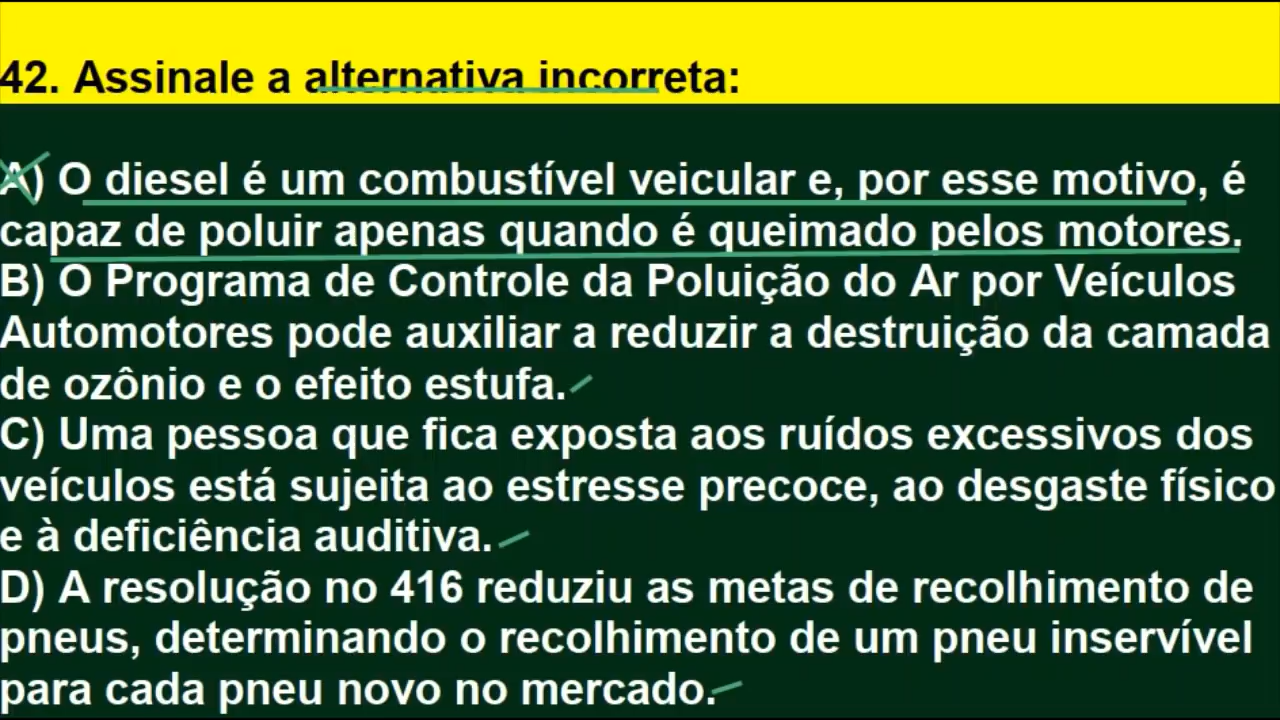 42. Assinale a alternativa incorreta:
A) O diesel é um combustível veicular e, por esse motivo, é
capaz de poluir apenas quando é queimado pelos motores.
B) O Programa de Controle da Poluição do Ar por Veículos
Automotores pode auxiliar a reduzir a destruição da camada
de ozônio e o efeito estufa.
C) Uma pessoa que fica exposta aos ruídos excessivos dos
veículos está sujeita ao estresse precoce, ao desgaste físico
e à deficiência auditiva.
D) A resolução no 416 reduziu as metas de recolhimento de
pneus, determinando o recolhimento de um pneu inservível
para cada pneu novo no mercado.